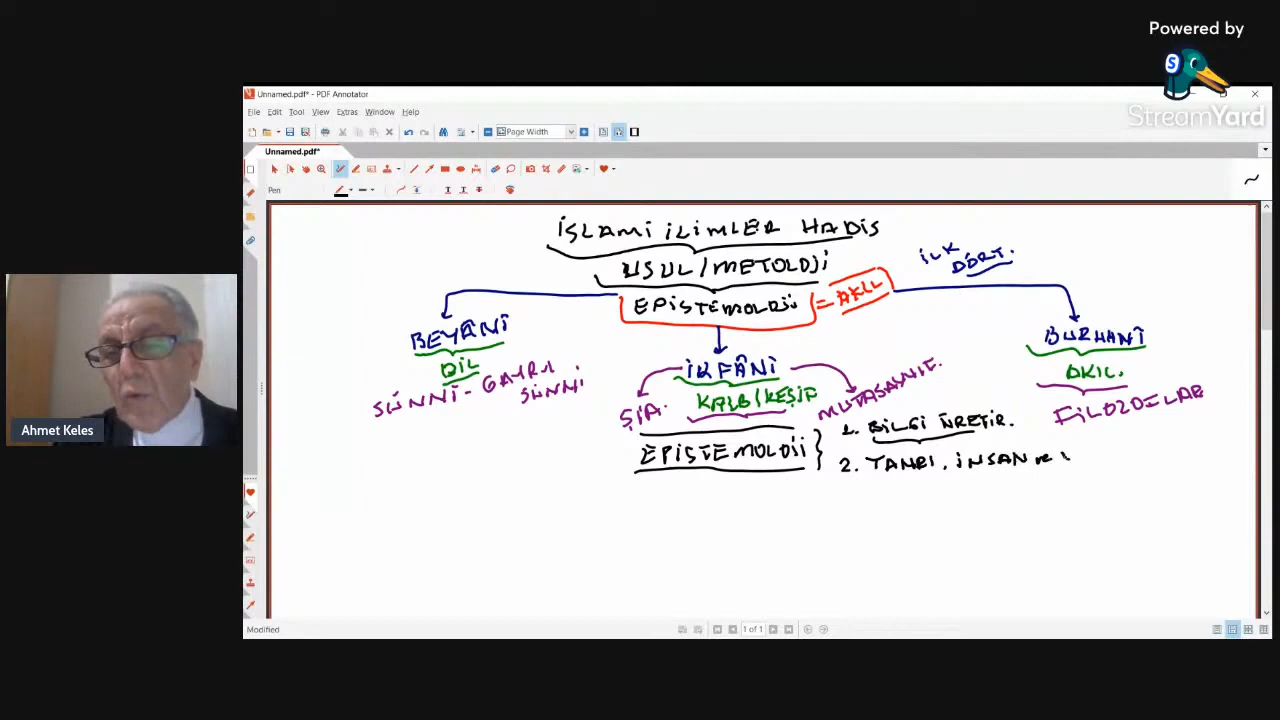 Powered by
StreamYard
Unnamed.pdf* - PDF Annotator
File Edit Tool View Extras Window Help
Page Width
Unnamed.pdf*
Pen
İSLAMİ İLİMLER HADİS
USUL/METOLOJİ
İLK DÖRT.
EPİSTEMOLOJİ = AKIL
BEYÂNİ
BURHANİ
DİL
İRFÂNİ
AKIL.
SÜNNİ - GAYRI SÜNNİ
ŞİA.
KALB/KEŞİF
MUTASAVVIF.
FİLOZOFLAR
1. BİLGİ ÜRETİR.
EPİSTEMOLOJİ
2. TANRI, İNSAN
Ahmet Keles
Modified
1 of 1